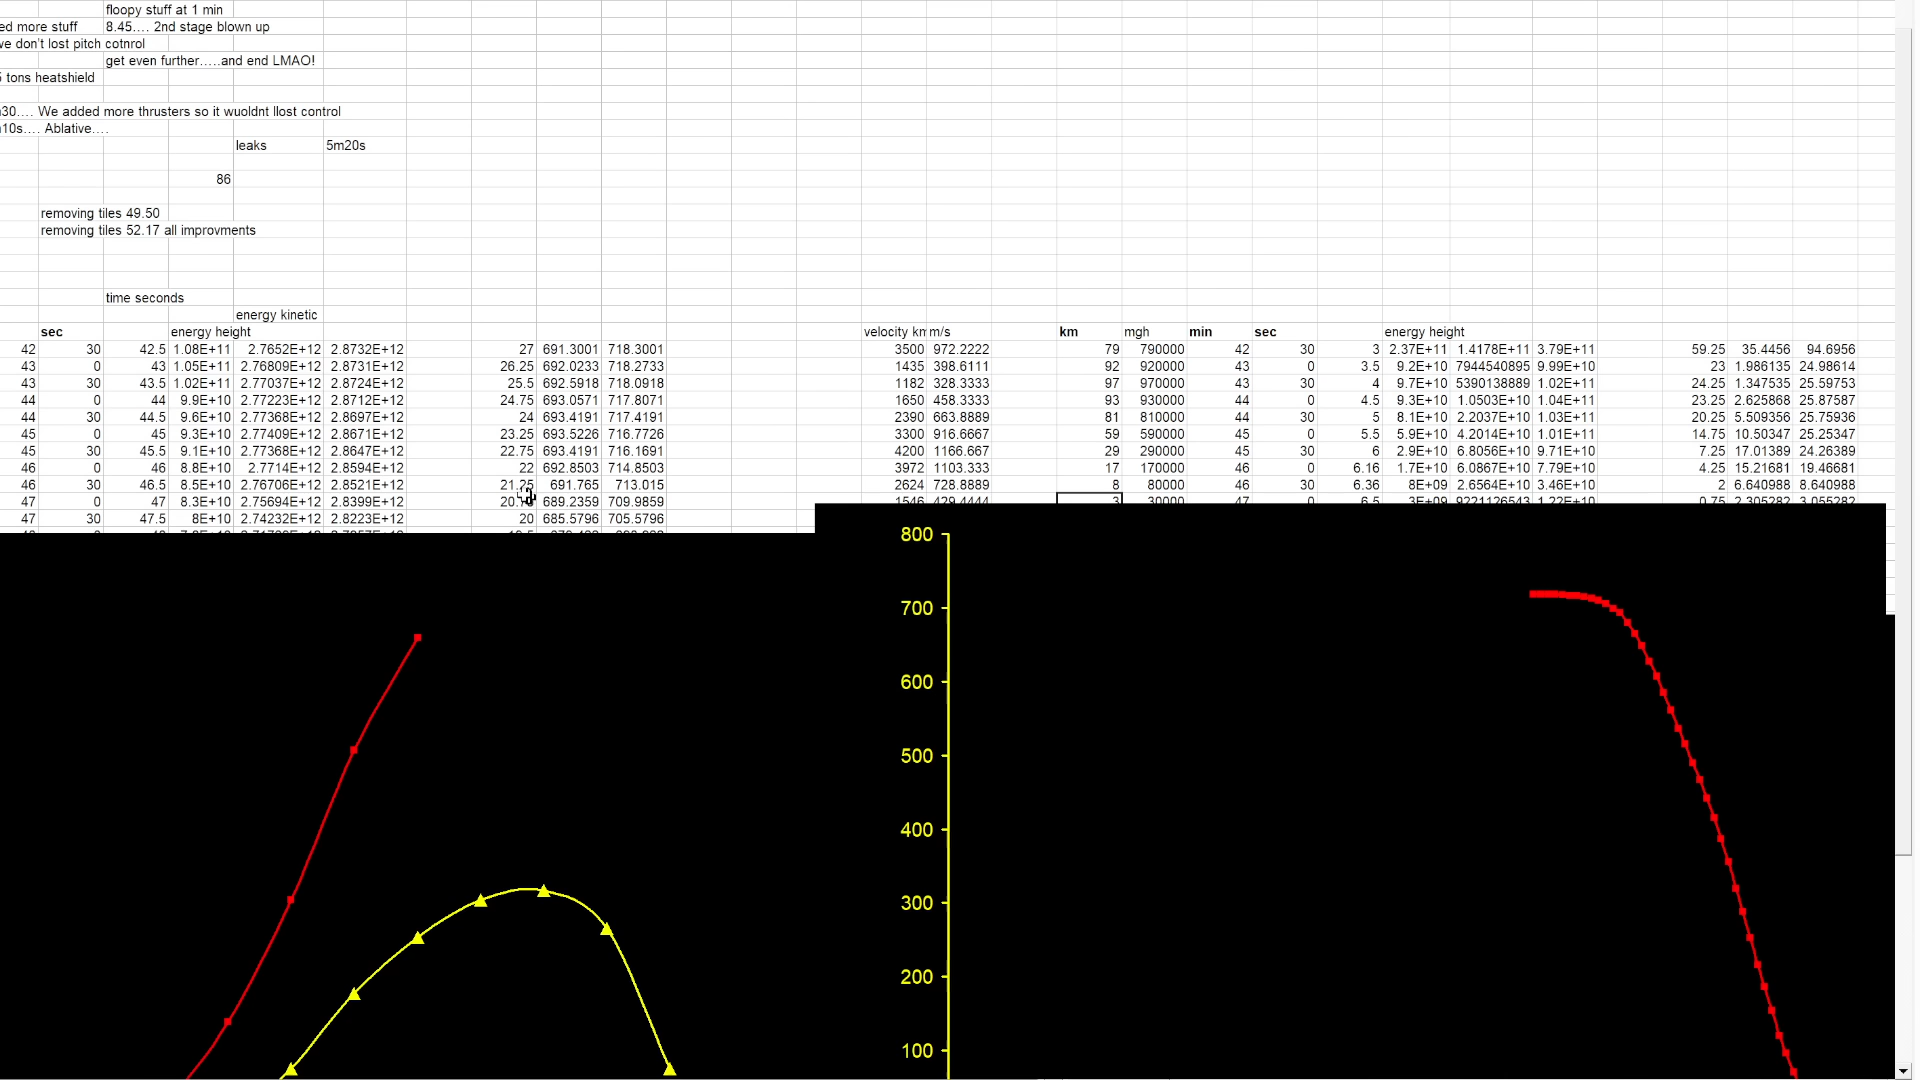 floopy stuff at 1 min
ed more stuff 8.45.... 2nd stage blown up
ve don't lost pitch cotnrol
get even further.....and end LMAO!
tons heatshield
30.... We added more thrusters so it wuoldnt llost control
10s.... Ablative....
leaks 5m20s
86
removing tiles 49.50
removing tiles 52.17 all improvments
time seconds
energy kinetic
sec energy height velocity km m/s km mgh min sec energy height
42 30 42.5 1.08E+11 2.7652E+12 2.8732E+12 27 691.3001 718.3001 3500 972.2222 79 790000 42 30 3 2.37E+11 1.4178E+11 3.79E+11 59.25 35.4456 94.6956
43 0 43 1.05E+11 2.76809E+12 2.8731E+12 26.25 692.0233 718.2733 1435 398.6111 92 920000 43 0 3.5 9.2E+10 7944540895 9.99E+10 23 1.986135 24.98614
43 30 43.5 1.02E+11 2.77037E+12 2.8724E+12 25.5 692.5918 718.0918 1182 328.3333 97 970000 43 30 4 9.7E+10 5390138889 1.02E+11 24.25 1.347535 25.59753
44 0 44 9.9E+10 2.77223E+12 2.8712E+12 24.75 693.0571 717.8071 1650 458.3333 93 930000 44 0 4.5 9.3E+10 1.0503E+10 1.04E+11 23.25 2.625868 25.87587
44 30 44.5 9.6E+10 2.77368E+12 2.8697E+12 24 693.4191 717.4191 2390 663.8889 81 810000 44 30 5 8.1E+10 2.2037E+10 1.03E+11 20.25 5.509356 25.75936
45 0 45 9.3E+10 2.77409E+12 2.8671E+12 23.25 693.5226 716.7726 3300 916.6667 59 590000 45 0 5.5 5.9E+10 4.2014E+10 1.01E+11 14.75 10.50347 25.25347
45 30 45.5 9.1E+10 2.77368E+12 2.8647E+12 22.75 693.4191 716.1691 4200 1166.667 29 290000 45 30 6 2.9E+10 6.8056E+10 9.71E+10 7.25 17.01389 24.26389
46 0 46 8.8E+10 2.7714E+12 2.8594E+12 22 692.8503 714.8503 3972 1103.333 17 170000 46 0 6.16 1.7E+10 6.0867E+10 7.79E+10 4.25 15.21681 19.46681
46 30 46.5 8.5E+10 2.76706E+12 2.8521E+12 21.25 691.765 713.015 2624 728.8889 8 80000 46 30 6.36 8E+09 2.6564E+10 3.46E+10 2 6.640988 8.640988
47 0 47 8.3E+10 2.75694E+12 2.8399E+12 689.2359 709.9859 1546 429.4444 3 30000 47 0 6.5 3E+09 9221126543 1.22E+10 0.75 2.305282 3.055282
47 30 47.5 8E+10 2.74232E+12 2.8223E+12 20 685.5796 705.5796
800
700
600
500
400
300
200
100